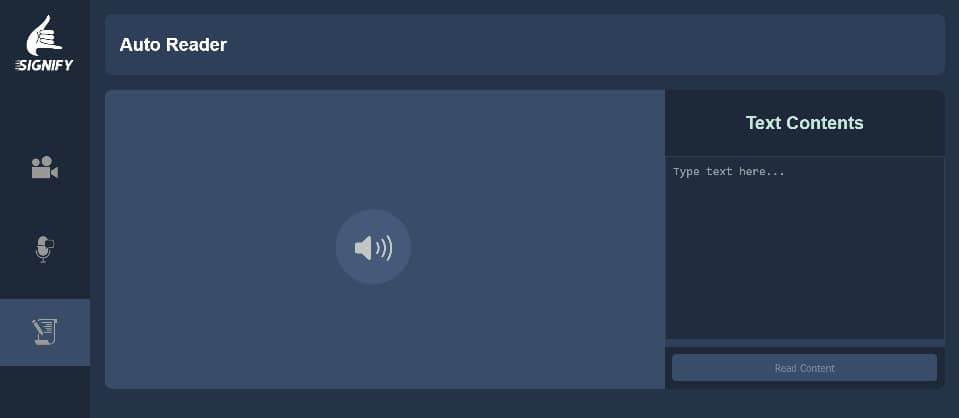 SIGNIFY
Auto Reader
Text Contents
Type text here...
Read Content